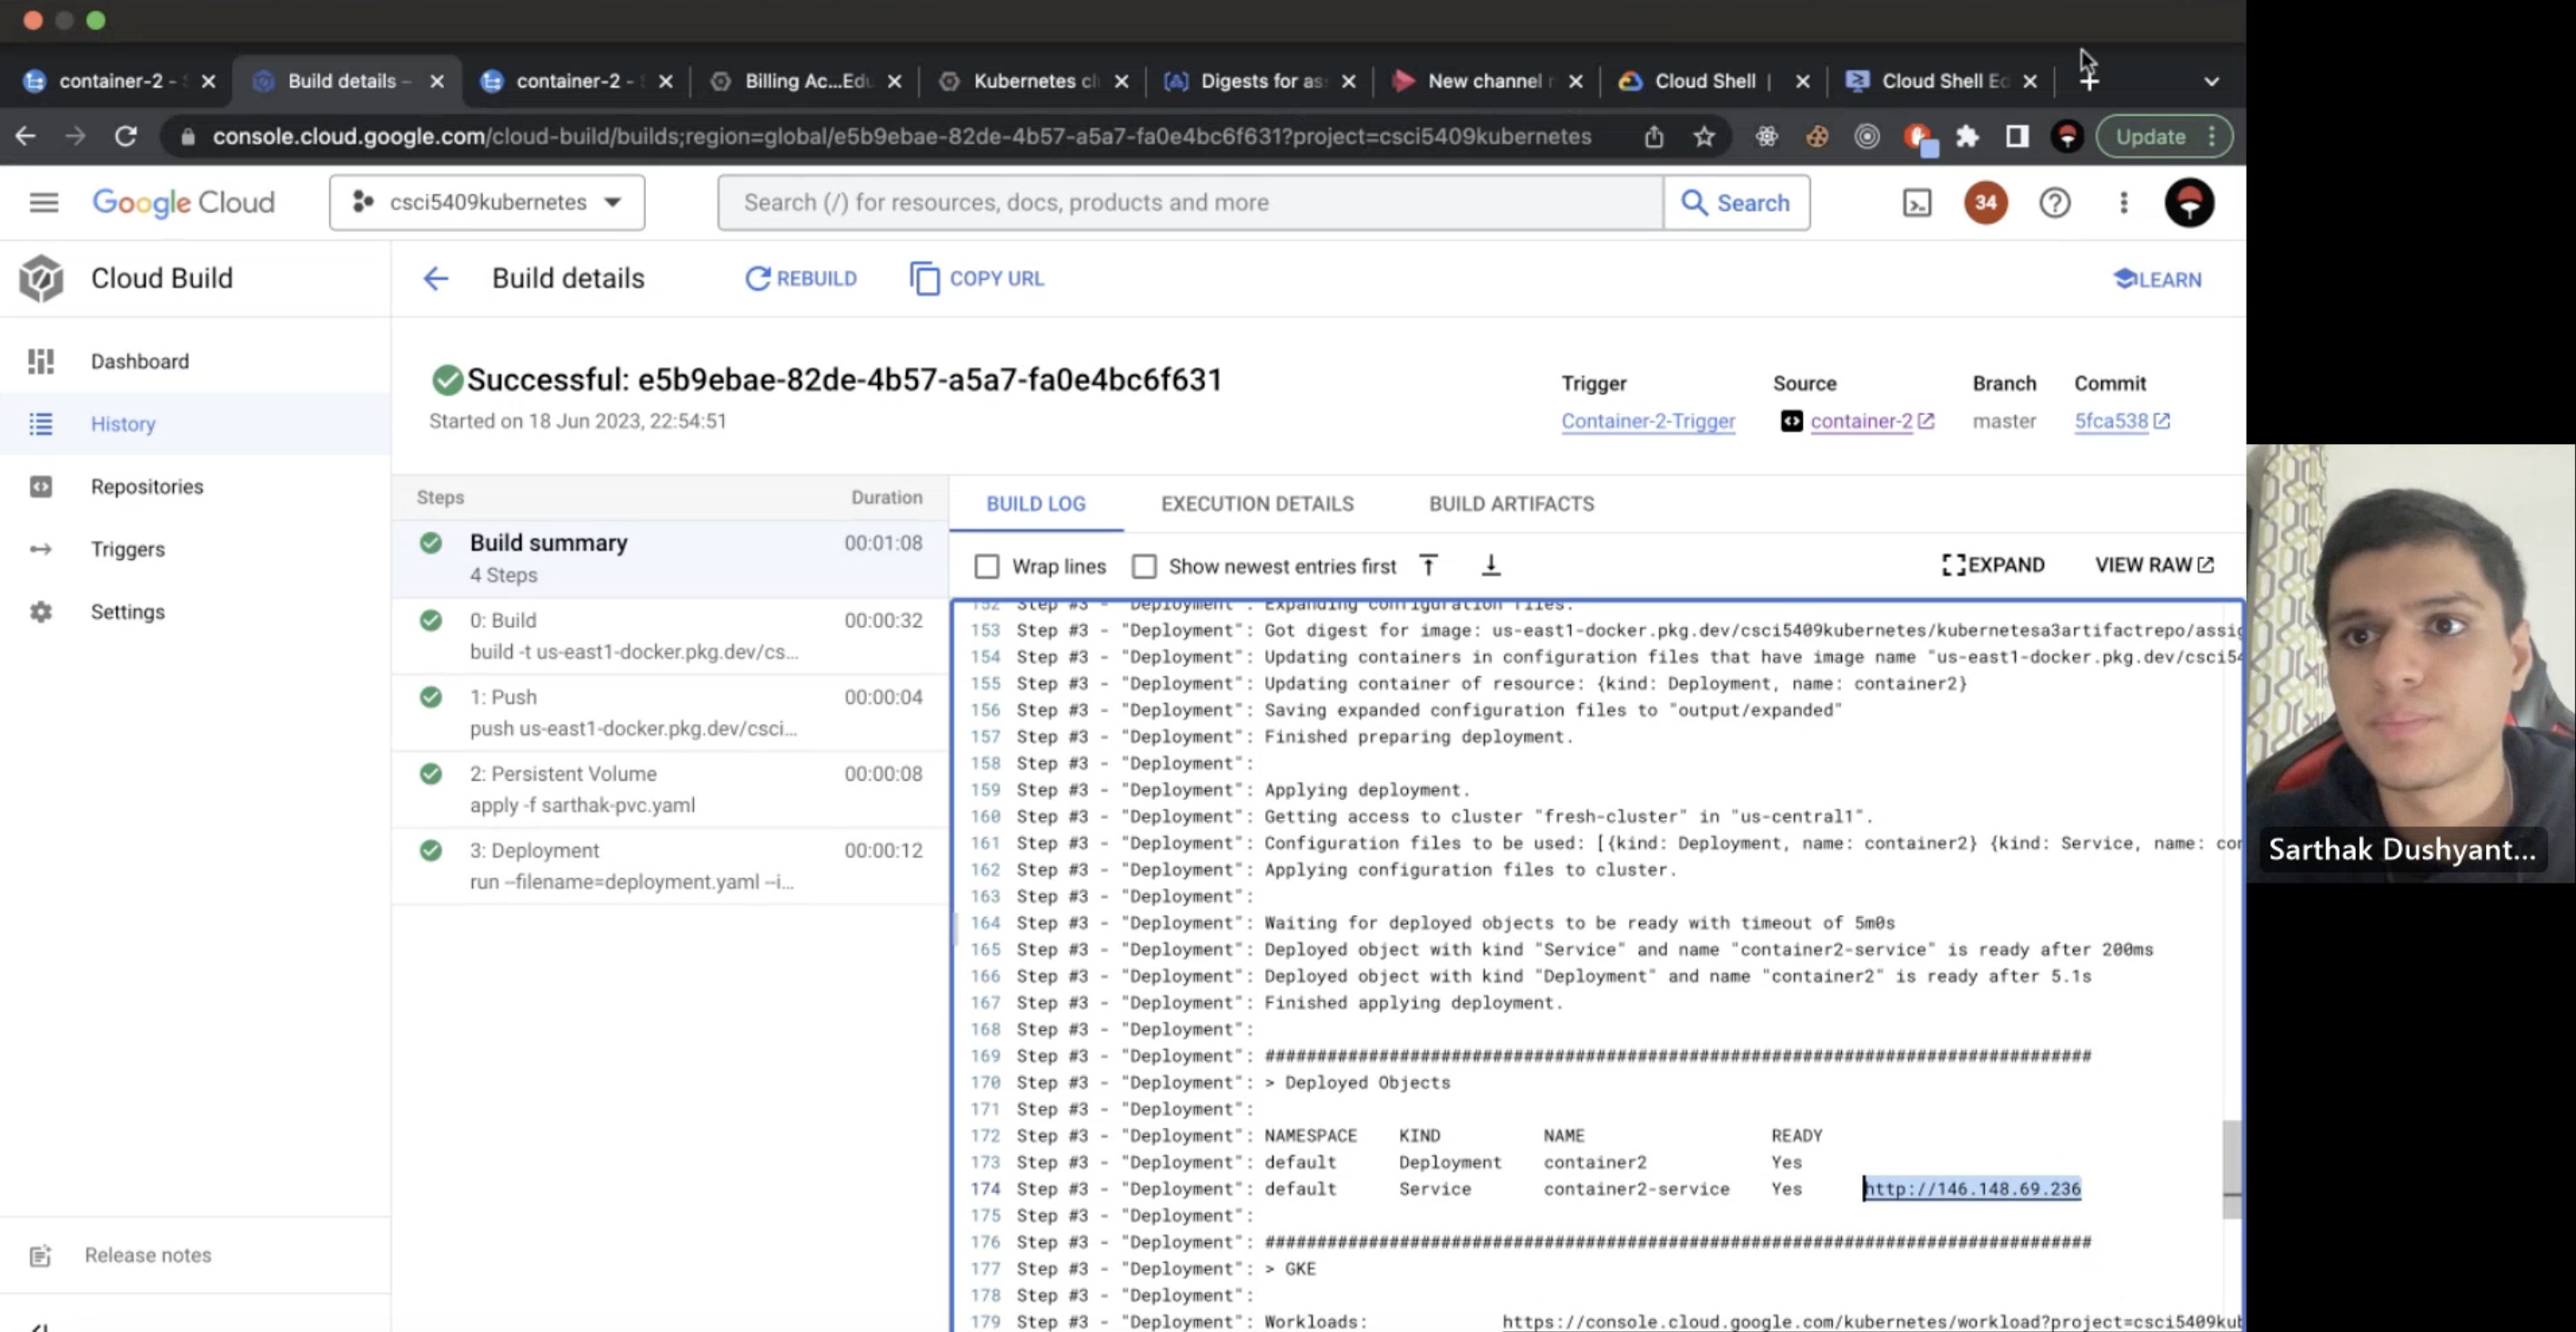 container-2 - S
Build details –
container-2 -
Billing Ac...Edu
Kubernetes cl
Digests for as
New channel r
Cloud Shell |
Cloud Shell Ed
console.cloud.google.com/cloud-build/builds;region=global/e5b9ebae-82de-4b57-a5a7-fa0e4bc6f631?project=csci5409kubernetes
Update
Google Cloud
csci5409kubernetes
Search (/) for resources, docs, products and more
Search
34
Cloud Build
Build details
REBUILD
COPY URL
LEARN
Dashboard
History
Repositories
Triggers
Settings
Release notes
Successful: e5b9ebae-82de-4b57-a5a7-fa0e4bc6f631
Started on 18 Jun 2023, 22:54:51
Trigger
Container-2-Trigger
Source
container-2
Branch
master
Commit
5fca538
Steps Duration
Build summary 00:01:08
4 Steps
0: Build 00:00:32
build -t us-east1-docker.pkg.dev/cs...
1: Push 00:00:04
push us-east1-docker.pkg.dev/csci...
2: Persistent Volume 00:00:08
apply -f sarthak-pvc.yaml
3: Deployment 00:00:12
run --filename=deployment.yaml --i...
BUILD LOG
EXECUTION DETAILS
BUILD ARTIFACTS
Wrap lines
Show newest entries first
EXPAND
VIEW RAW
152 Step #3 - "Deployment": Expanding configuration files.
153 Step #3 - "Deployment": Got digest for image: us-east1-docker.pkg.dev/csci5409kubernetes/kubernetesa3artifactrepo/assig
154 Step #3 - "Deployment": Updating containers in configuration files that have image name "us-east1-docker.pkg.dev/csci54
155 Step #3 - "Deployment": Updating container of resource: {kind: Deployment, name: container2}
156 Step #3 - "Deployment": Saving expanded configuration files to "output/expanded"
157 Step #3 - "Deployment": Finished preparing deployment.
158 Step #3 - "Deployment":
159 Step #3 - "Deployment": Applying deployment.
160 Step #3 - "Deployment": Getting access to cluster "fresh-cluster" in "us-central1".
161 Step #3 - "Deployment": Configuration files to be used: [{kind: Deployment, name: container2} {kind: Service, name: con
162 Step #3 - "Deployment": Applying configuration files to cluster.
163 Step #3 - "Deployment":
164 Step #3 - "Deployment": Waiting for deployed objects to be ready with timeout of 5m0s
165 Step #3 - "Deployment": Deployed object with kind "Service" and name "container2-service" is ready after 200ms
166 Step #3 - "Deployment": Deployed object with kind "Deployment" and name "container2" is ready after 5.1s
167 Step #3 - "Deployment": Finished applying deployment.
168 Step #3 - "Deployment":
169 Step #3 - "Deployment": ################################################################################
170 Step #3 - "Deployment": > Deployed Objects
171 Step #3 - "Deployment":
172 Step #3 - "Deployment": NAMESPACE KIND NAME READY
173 Step #3 - "Deployment": default Deployment container2 Yes
174 Step #3 - "Deployment": default Service container2-service Yes http://146.148.69.236
175 Step #3 - "Deployment":
176 Step #3 - "Deployment": ################################################################################
177 Step #3 - "Deployment": > GKE
178 Step #3 - "Deployment":
179 Step #3 - "Deployment": Workloads: https://console.cloud.google.com/kubernetes/workload?project=csci5409kub
Sarthak Dushyant...